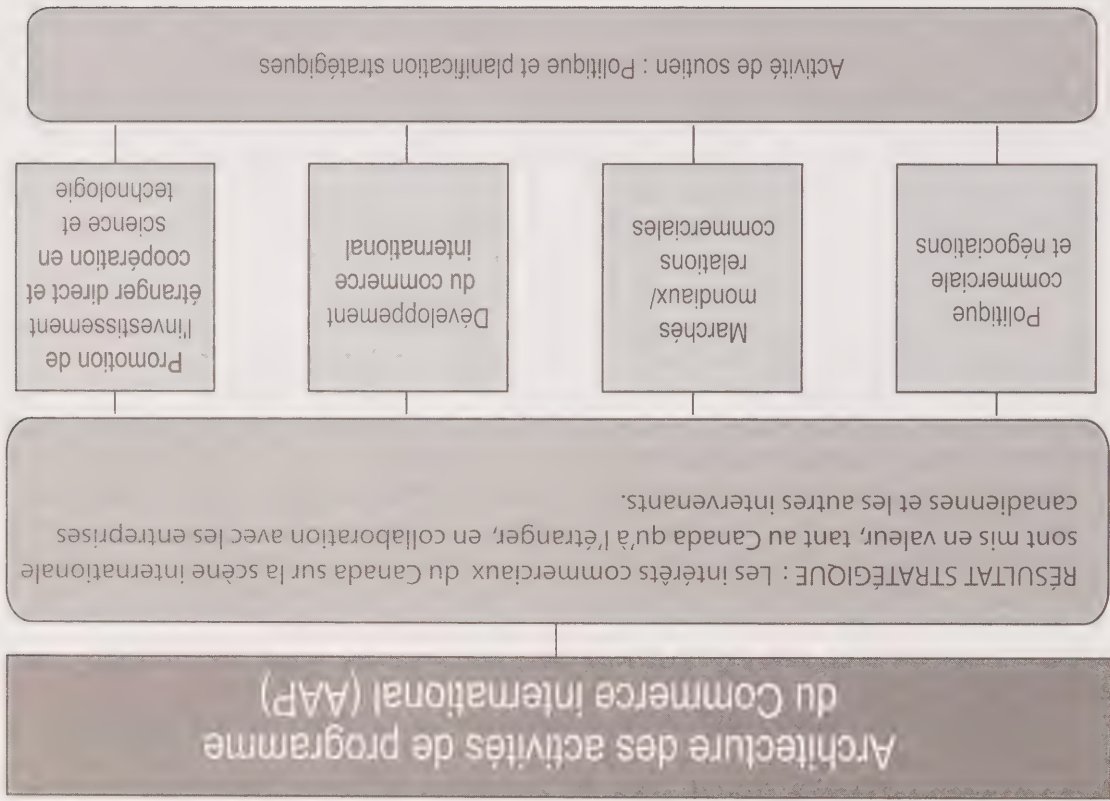 Architecture des activités de programme
du Commerce international (AAP)
RÉSULTAT STRATÉGIQUE : Les intérêts commerciaux du Canada sur la scène internationale
sont mis en valeur, tant au Canada qu'à l'étranger, en collaboration avec les entreprises
canadiennes et les autres intervenants.
Politique
commerciale
et négociations
Marchés
mondiaux/
relations
commerciales
Développement
du commerce
international
Promotion de
l'investissement
étranger direct et
coopération en
science et
technologie
Activité de soutien : Politique et planification stratégiques